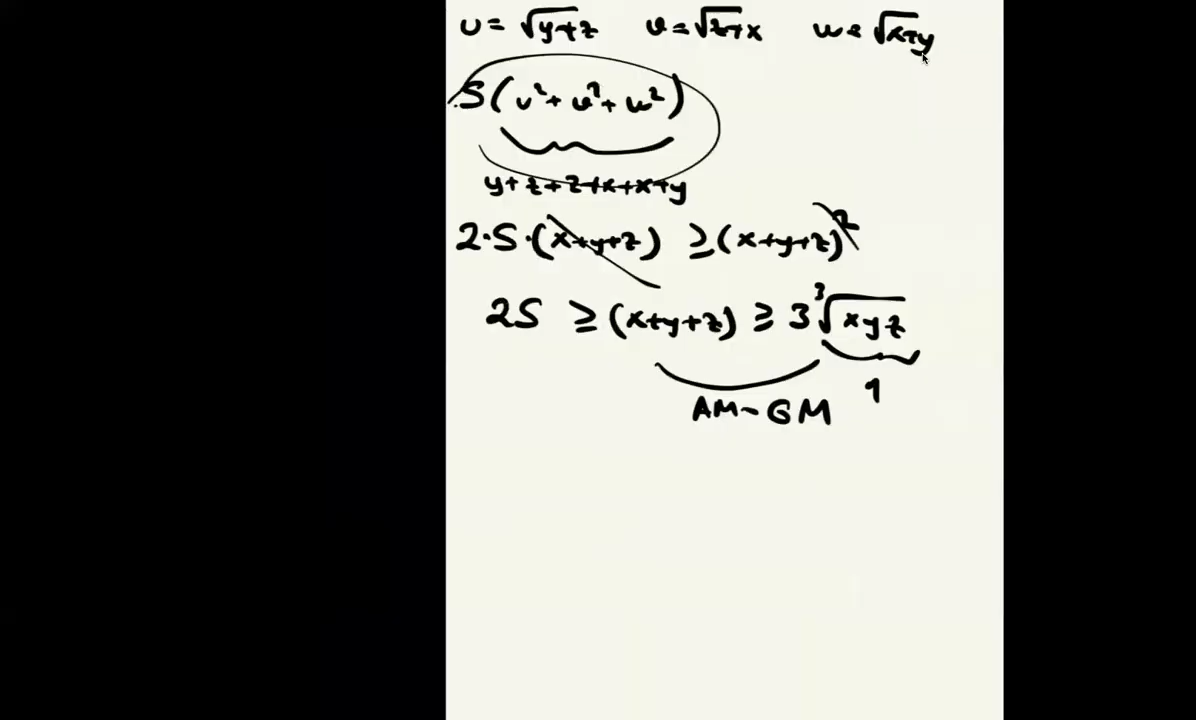 u = √y+z v = √z+x w = √x+y
S(u²+v²+w²)
y+z+z+x+x+y
2·S·(x+y+z) ≥ (x+y+z)²
2S ≥ (x+y+z) ≥ 3∛xyz
1
AM-GM